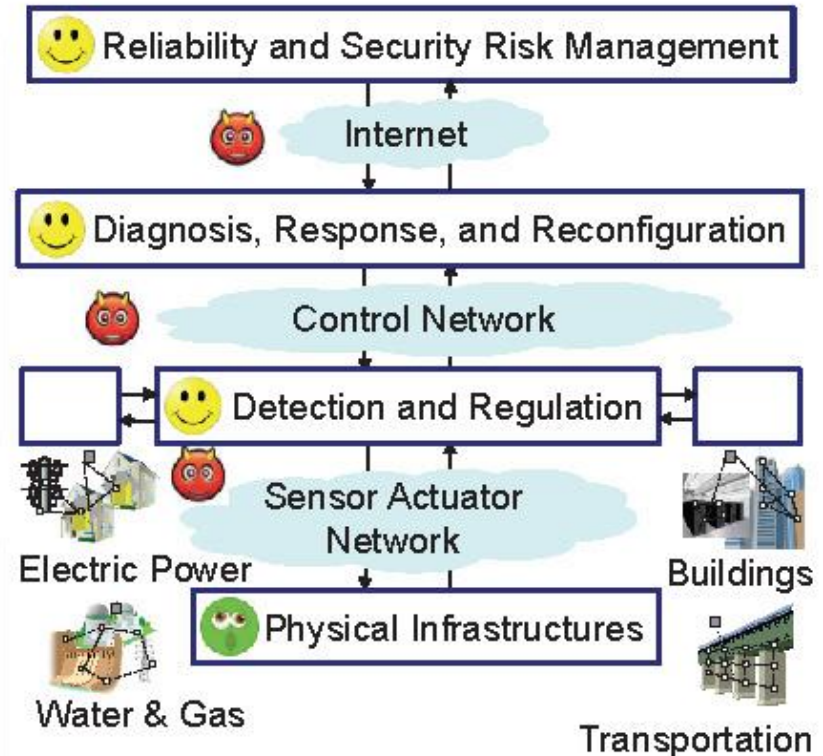 Reliability and Security Risk Management
Internet
Diagnosis, Response, and Reconfiguration
Control Network
Detection and Regulation
Sensor Actuator
Network
Electric Power
Buildings
Physical Infrastructures
Water & Gas
Transportation